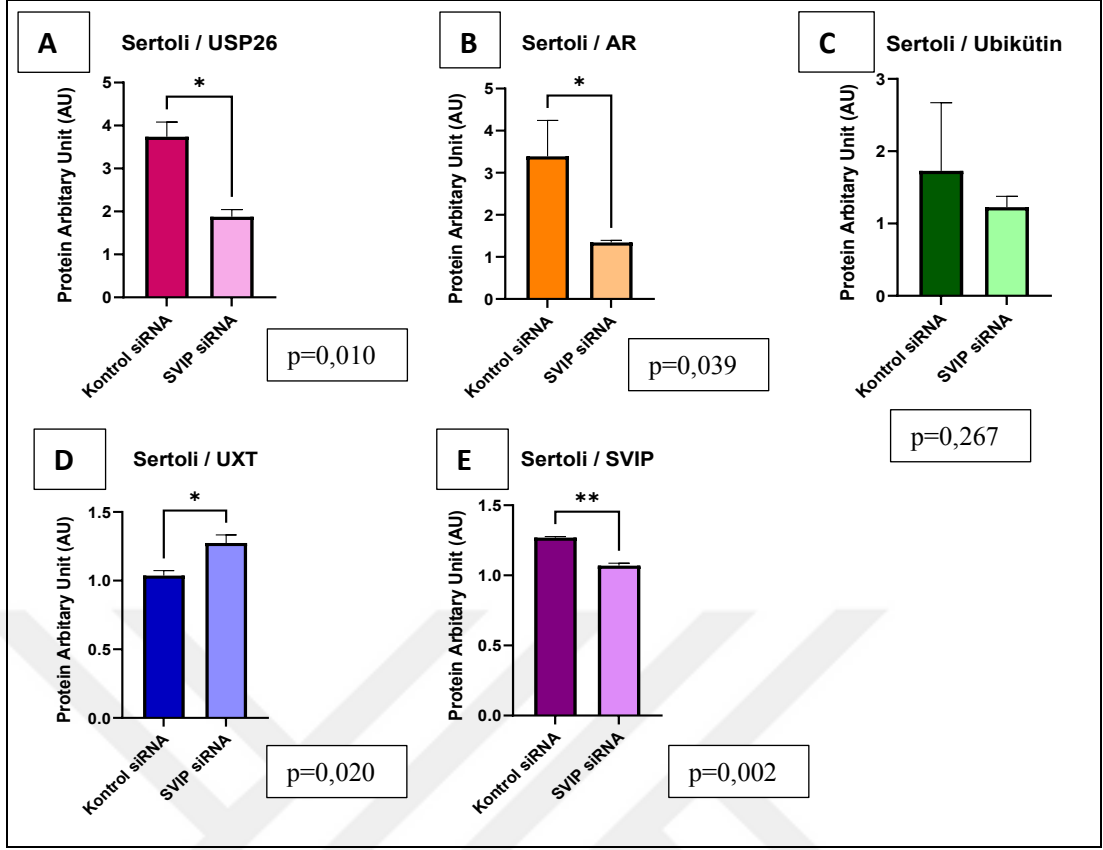 A
Sertoli / USP26
Protein Arbitary Unit (AU)
5
4
3
2
1
0
*
Kontrol siRNA
SVIP siRNA
p=0,010
B
Sertoli / AR
Protein Arbitary Unit (AU)
5
4
3
2
1
0
*
Kontrol siRNA
SVIP siRNA
p=0,039
C
Sertoli / Ubikütin
Protein Arbitary Unit (AU)
3
2
1
0
Kontrol siRNA
SVIP siRNA
p=0,267
D
Sertoli / UXT
Protein Arbitary Unit (AU)
1.5
1.0
0.5
0.0
*
Kontrol siRNA
SVIP siRNA
p=0,020
E
Sertoli / SVIP
Protein Arbitary Unit (AU)
1.5
1.0
0.5
0.0
**
Kontrol siRNA
SVIP siRNA
p=0,002